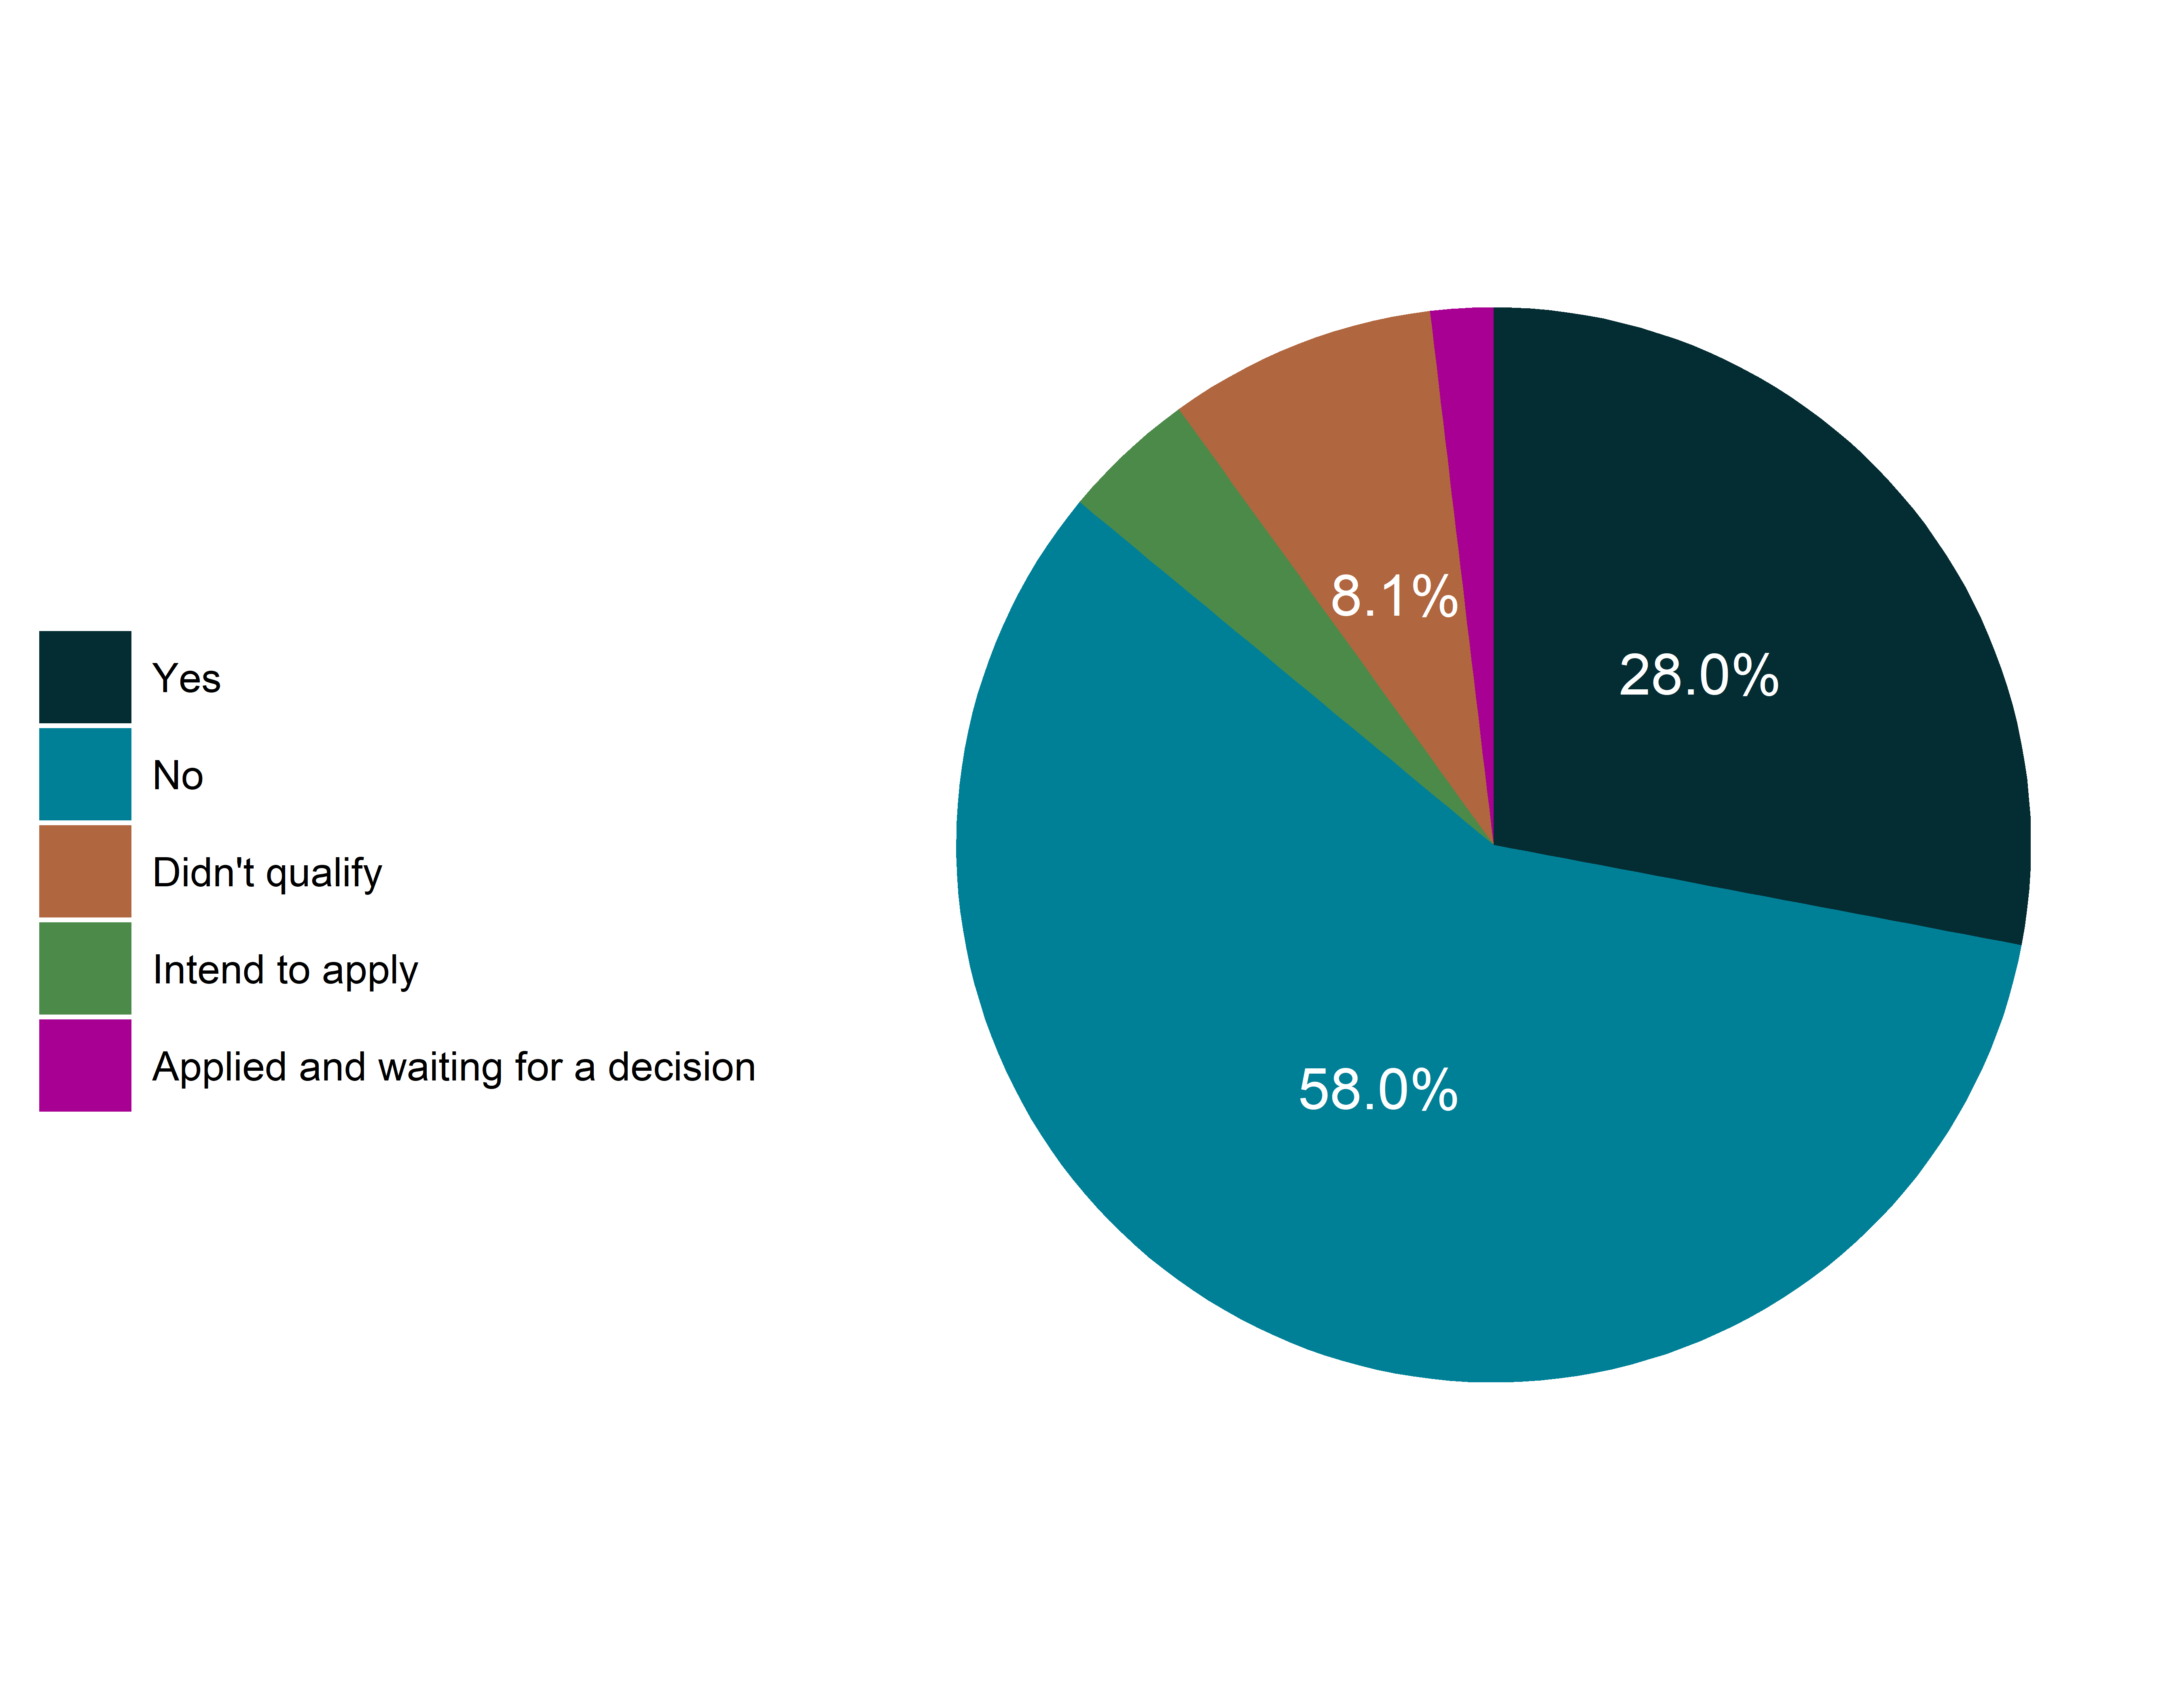 Yes
No
Didn't qualify
Intend to apply
Applied and waiting for a decision
8.1%
28.0%
58.0%